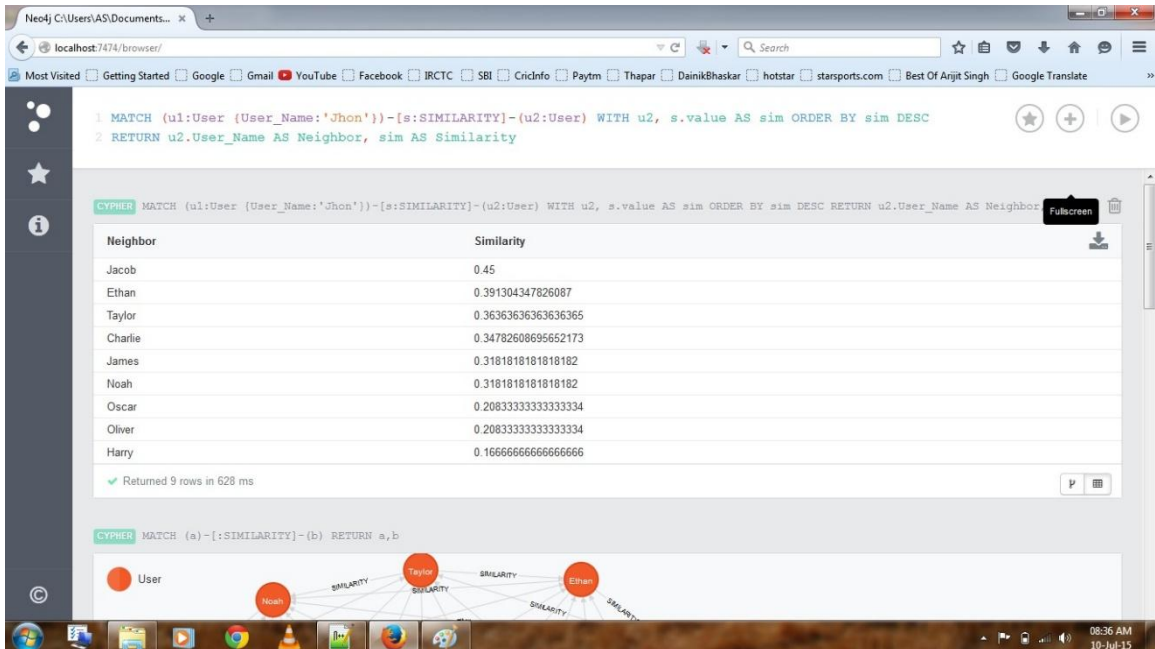 Neo4j C:\Users\AS\Documents...
localhost:7474/browser/
Search
Most Visited Getting Started Google Gmail YouTube Facebook IRCTC SBI CricInfo Paytm Thapar DainikBhaskar hotstar starsports.com Best Of Arijit Singh Google Translate
1 MATCH (u1:User {User_Name:'Jhon'})-[s:SIMILARITY]-(u2:User) WITH u2, s.value AS sim ORDER BY sim DESC
2 RETURN u2.User_Name AS Neighbor, sim AS Similarity
CYPHER MATCH (u1:User {User_Name:'Jhon'})-[s:SIMILARITY]-(u2:User) WITH u2, s.value AS sim ORDER BY sim DESC RETURN u2.User_Name AS Neighbor,
Fullscreen
Neighbor Similarity
Jacob 0.45
Ethan 0.391304347826087
Taylor 0.36363636363636365
Charlie 0.34782608695652173
James 0.3181818181818182
Noah 0.3181818181818182
Oscar 0.20833333333333334
Oliver 0.20833333333333334
Harry 0.16666666666666666
Returned 9 rows in 628 ms
CYPHER MATCH (a)-[:SIMILARITY]-(b) RETURN a,b
User
Taylor
Ethan
Noah
SIMILARITY
SIMILARITY
SIMILARITY
SIMILARITY
08:36 AM
10-Jul-15